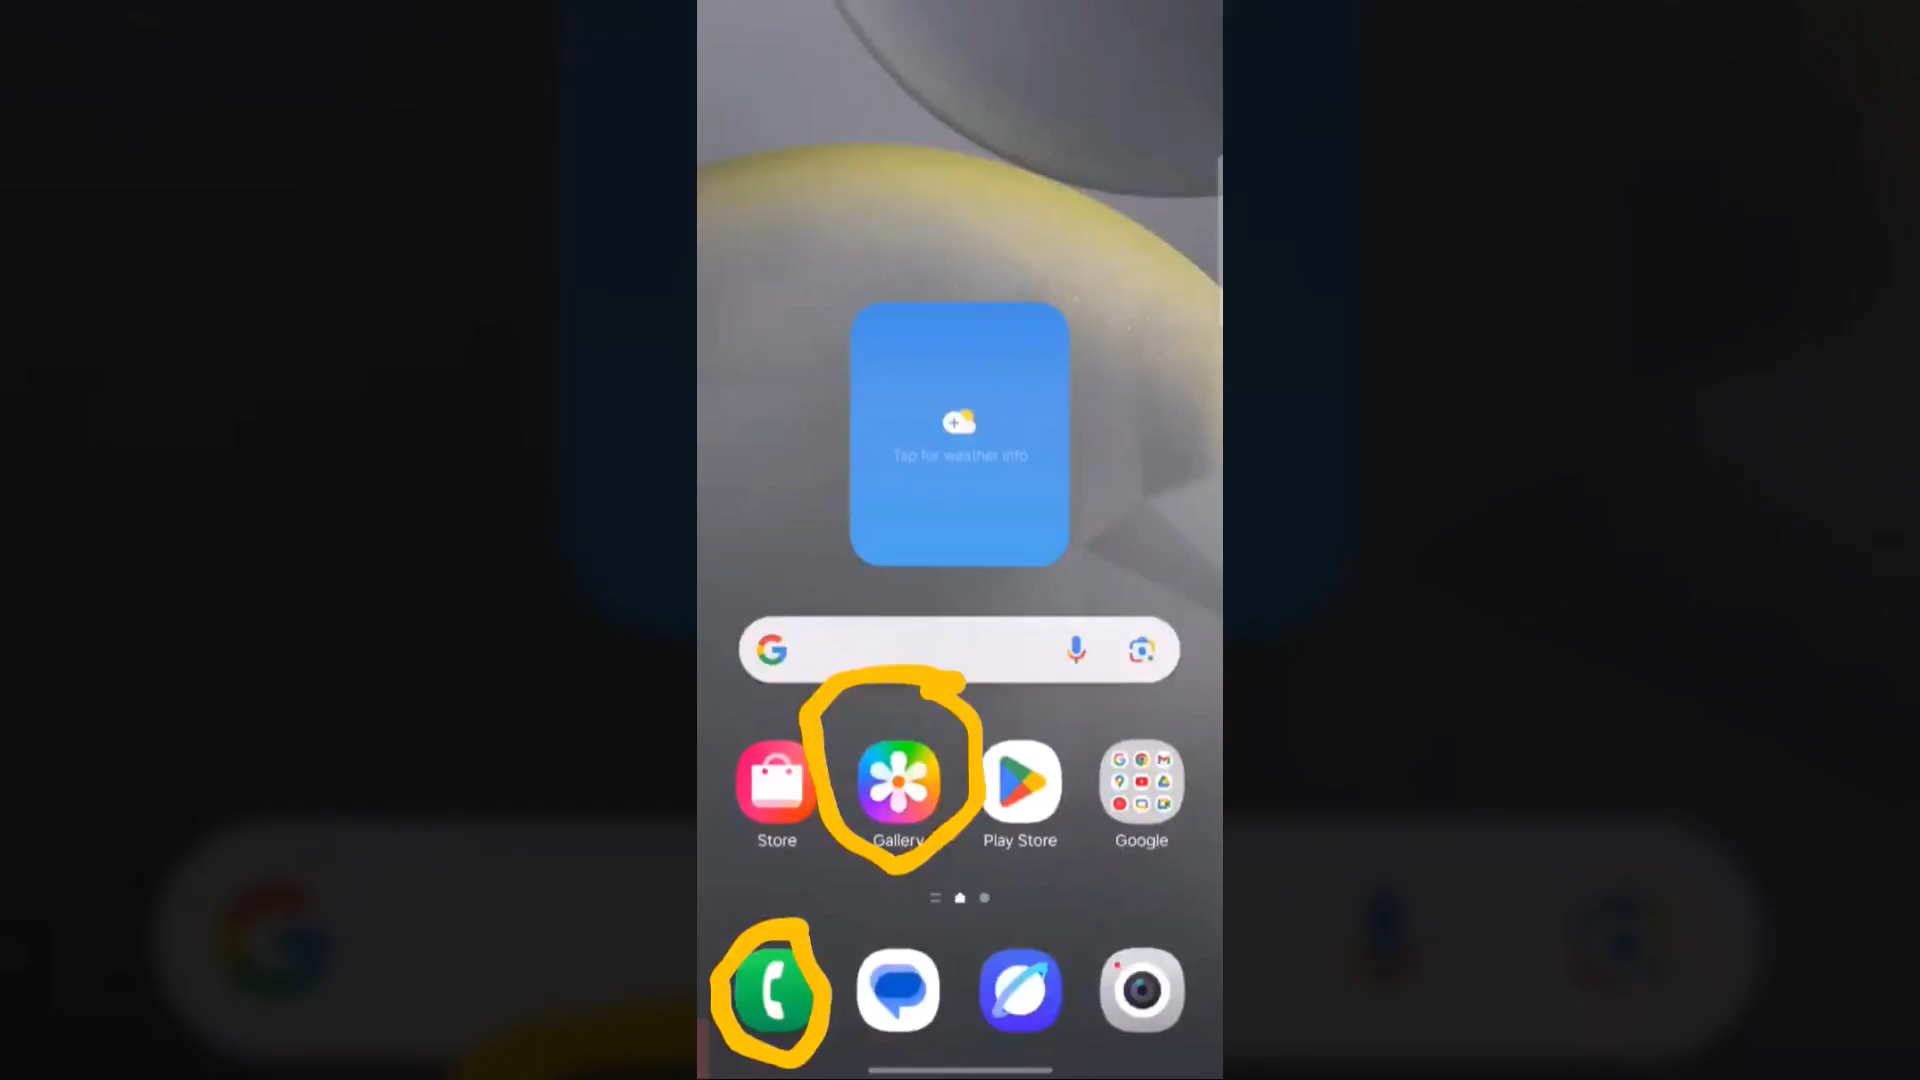 Tap for weather info
Store
Gallery
Play Store
Google